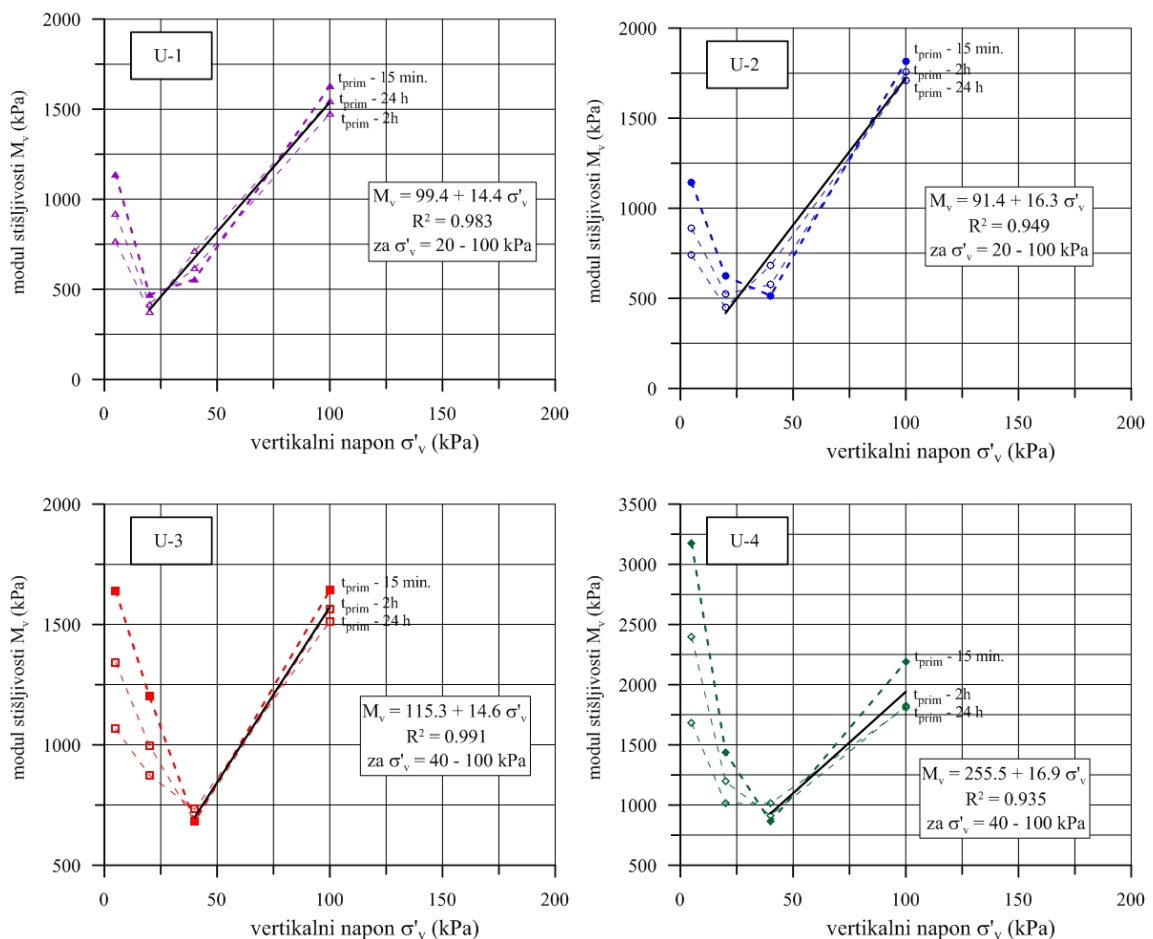 U-1
modul stišljivosti M_v (kPa)
2000
1500
1000
500
0
t_prim - 15 min.
t_prim - 24 h
t_prim - 2h
M_v = 99.4 + 14.4 σ'_v
R² = 0.983
za σ'_v = 20 - 100 kPa
0 50 100 150 200
vertikalni napon σ'_v (kPa)
U-2
modul stišljivosti M_v (kPa)
2000
1500
1000
500
0
t_prim - 15 min.
t_prim - 2h
t_prim - 24 h
M_v = 91.4 + 16.3 σ'_v
R² = 0.949
za σ'_v = 20 - 100 kPa
0 50 100 150 200
vertikalni napon σ'_v (kPa)
U-3
modul stišljivosti M_v (kPa)
2000
1500
1000
500
t_prim - 15 min.
t_prim - 2h
t_prim - 24 h
M_v = 115.3 + 14.6 σ'_v
R² = 0.991
za σ'_v = 40 - 100 kPa
0 50 100 150 200
vertikalni napon σ'_v (kPa)
U-4
modul stišljivosti M_v (kPa)
3500
3000
2500
2000
1500
1000
500
t_prim - 15 min.
t_prim - 2h
t_prim - 24 h
M_v = 255.5 + 16.9 σ'_v
R² = 0.935
za σ'_v = 40 - 100 kPa
0 50 100 150 200
vertikalni napon σ'_v (kPa)